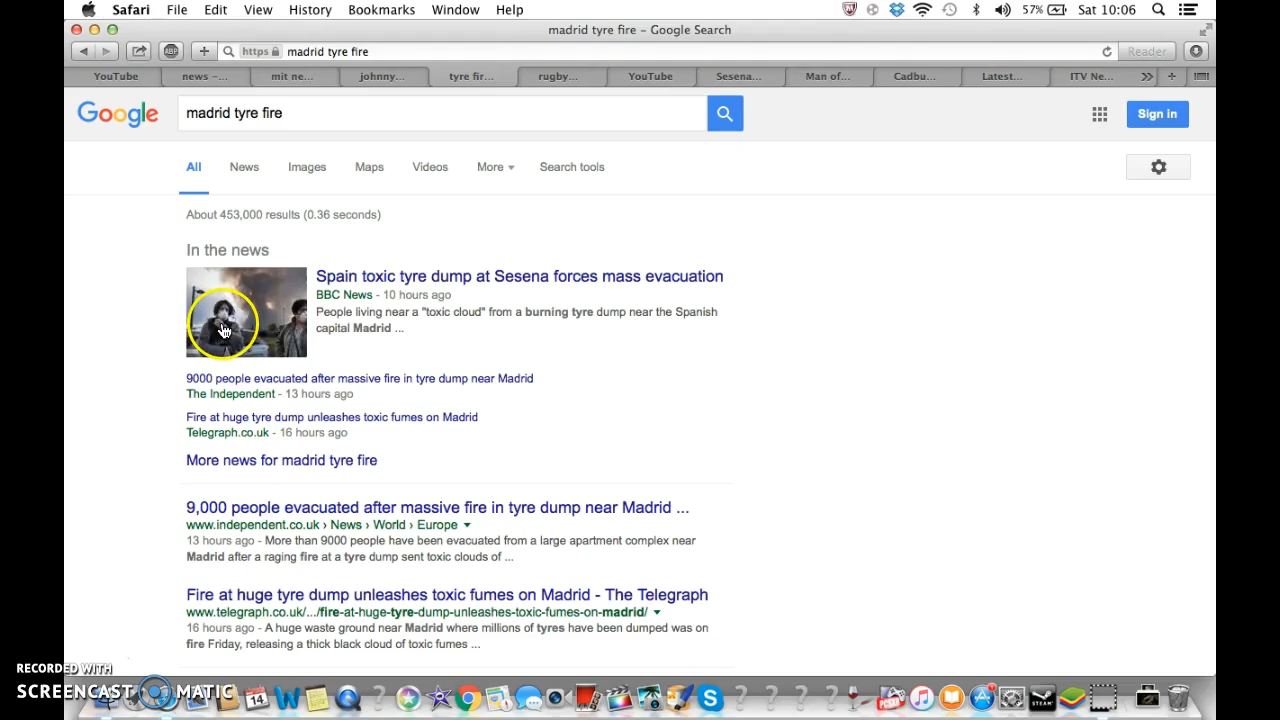 Safari File Edit View History Bookmarks Window Help 57% Sat 10:06
madrid tyre fire – Google Search
ABP + https madrid tyre fire Reader
YouTube news –... mit ne... johnny... tyre fir... rugby... YouTube Sesena... Man of... Cadbu... Latest... ITV Ne... >> +
Google madrid tyre fire Sign in
All News Images Maps Videos More Search tools
About 453,000 results (0.36 seconds)
In the news
Spain toxic tyre dump at Sesena forces mass evacuation
BBC News - 10 hours ago
People living near a "toxic cloud" from a burning tyre dump near the Spanish
capital Madrid ...
9000 people evacuated after massive fire in tyre dump near Madrid
The Independent - 13 hours ago
Fire at huge tyre dump unleashes toxic fumes on Madrid
Telegraph.co.uk - 16 hours ago
More news for madrid tyre fire
9,000 people evacuated after massive fire in tyre dump near Madrid ...
www.independent.co.uk › News › World › Europe
13 hours ago - More than 9000 people have been evacuated from a large apartment complex near
Madrid after a raging fire at a tyre dump sent toxic clouds of ...
Fire at huge tyre dump unleashes toxic fumes on Madrid - The Telegraph
www.telegraph.co.uk/.../fire-at-huge-tyre-dump-unleashes-toxic-fumes-on-madrid/
16 hours ago - A huge waste ground near Madrid where millions of tyres have been dumped was on
fire Friday, releasing a thick black cloud of toxic fumes ...
RECORDED WITH
SCREENCAST MATIC
14 W ? S ? ? ? ? STEAM